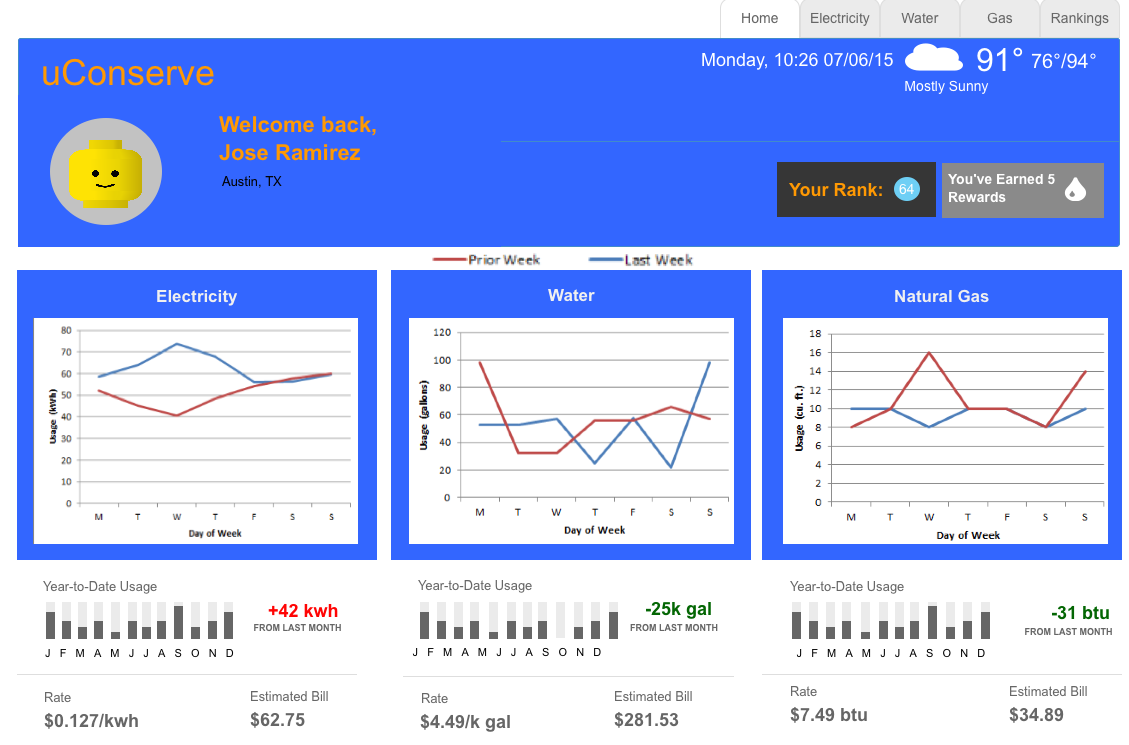 Home Electricity Water Gas Rankings
uConserve
Monday, 10:26 07/06/15 91° 76°/94°
Mostly Sunny
Welcome back,
Jose Ramirez
Austin, TX
Your Rank: 64
You've Earned 5
Rewards
Prior Week Last Week
Electricity
80
70
60
50
40
30
20
10
0
Usage (kWh)
M T W T F S S
Day of Week
Water
120
100
80
60
40
20
0
Usage (gallons)
M T W T F S S
Day of Week
Natural Gas
18
16
14
12
10
8
6
4
2
0
Usage (cu. ft.)
M T W T F S S
Day of Week
Year-to-Date Usage
+42 kwh
FROM LAST MONTH
J F M A M J J A S O N D
Rate
$0.127/kwh
Estimated Bill
$62.75
Year-to-Date Usage
-25k gal
FROM LAST MONTH
J F M A M J J A S O N D
Rate
$4.49/k gal
Estimated Bill
$281.53
Year-to-Date Usage
-31 btu
FROM LAST MONTH
J F M A M J J A S O N D
Rate
$7.49 btu
Estimated Bill
$34.89